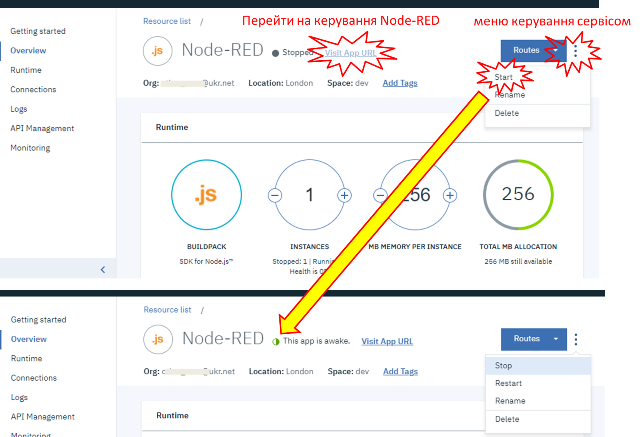 Resource list /
Перейти на керування Node-RED
меню керування сервісом
Getting started
Overview
Runtime
Connections
Logs
API Management
Monitoring
.js
Node-RED
Stopped
Visit App URL
Routes
Start
Rename
Delete
Org: @ukr.net Location: London Space: dev Add Tags
Runtime
.js
1
256
256
BUILDPACK
INSTANCES
MB MEMORY PER INSTANCE
TOTAL MB ALLOCATION
SDK for Node.js™
Stopped: 1 |
Health is
256 MB still available
Resource list /
Getting started
Overview
Runtime
Connections
Logs
API Management
Monitoring
.js
Node-RED
This app is awake.
Visit App URL
Routes
Stop
Restart
Rename
Delete
Org: @ukr.net Location: London Space: dev Add Tags
Runtime